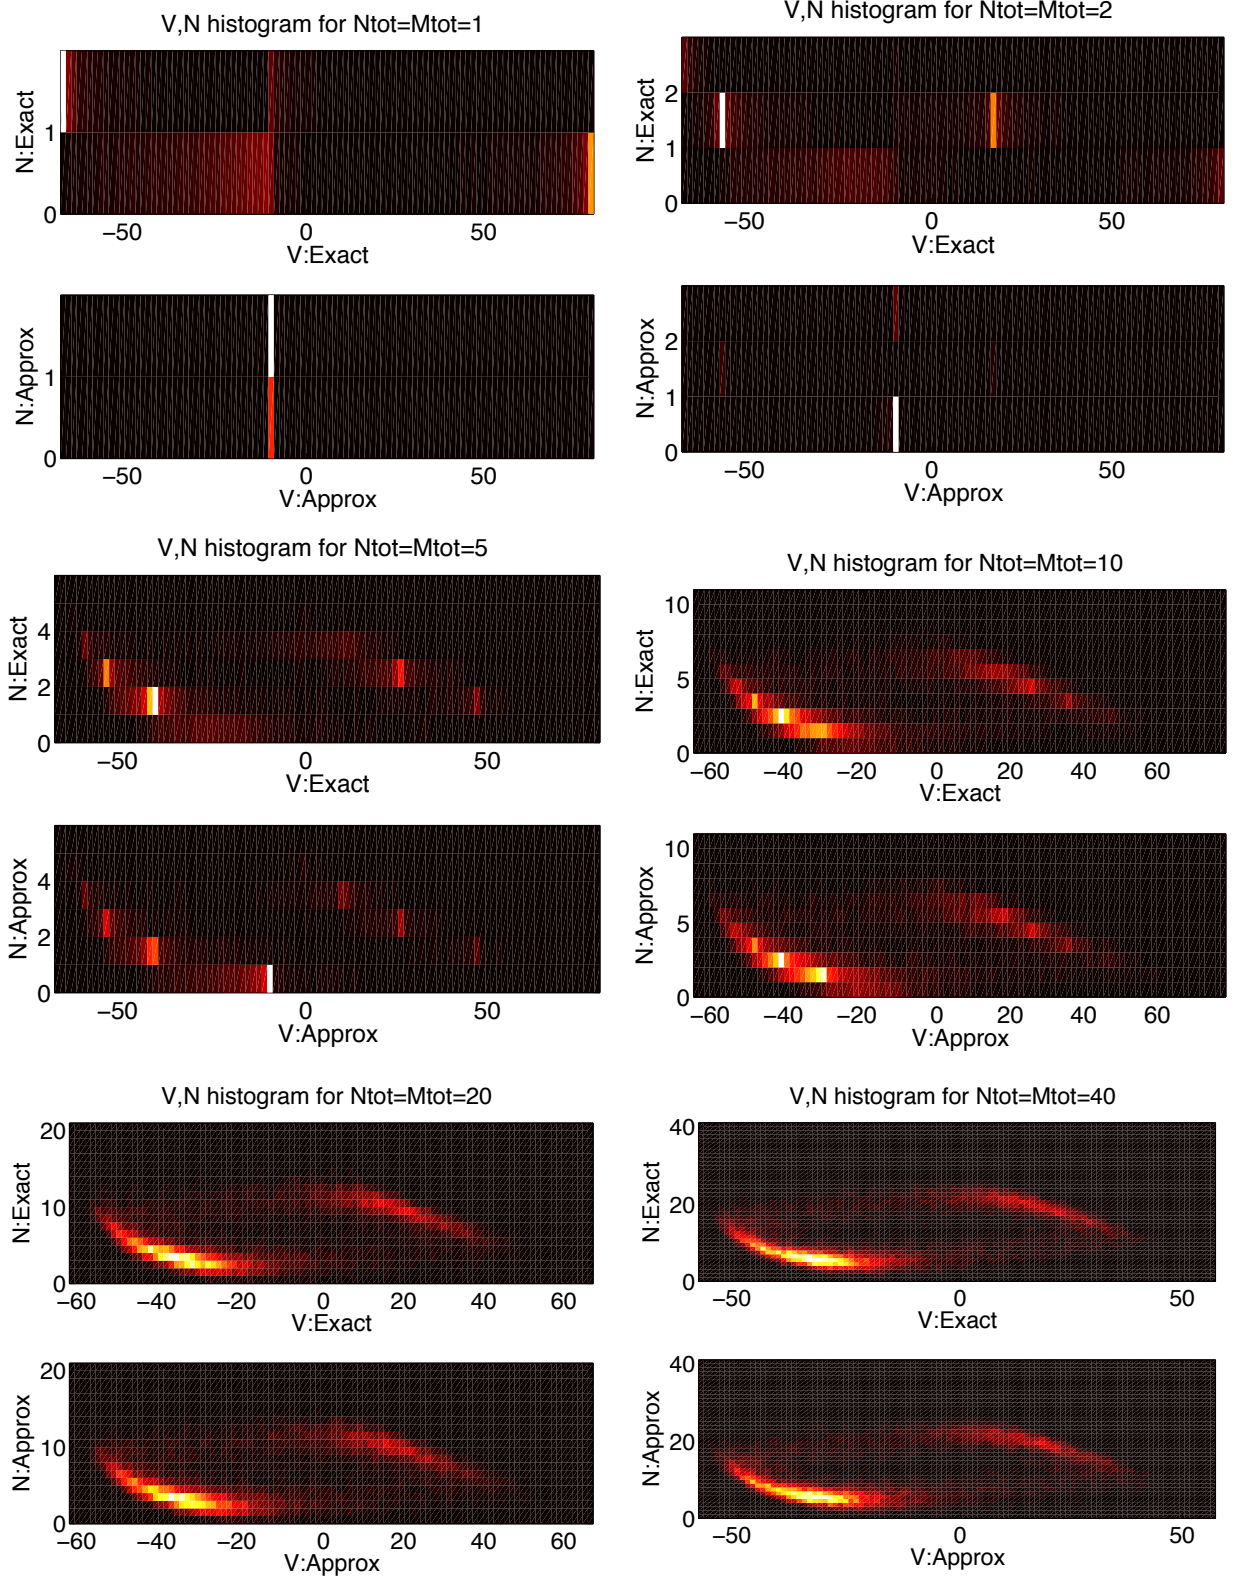 V,N histogram for Ntot=Mtot=1
N:Exact
1
0
−50 0 50
V:Exact
N:Approx
1
0
−50 0 50
V:Approx
V,N histogram for Ntot=Mtot=2
N:Exact
2
1
0
−50 0 50
V:Exact
N:Approx
2
1
0
−50 0 50
V:Approx
V,N histogram for Ntot=Mtot=5
N:Exact
4
2
0
−50 0 50
V:Exact
N:Approx
4
2
0
−50 0 50
V:Approx
V,N histogram for Ntot=Mtot=10
N:Exact
10
5
0
−60 −40 −20 0 20 40 60
V:Exact
N:Approx
10
5
0
−60 −40 −20 0 20 40 60
V:Approx
V,N histogram for Ntot=Mtot=20
N:Exact
20
10
0
−60 −40 −20 0 20 40 60
V:Exact
N:Approx
20
10
0
−60 −40 −20 0 20 40 60
V:Approx
V,N histogram for Ntot=Mtot=40
N:Exact
40
20
0
−50 0 50
V:Exact
N:Approx
40
20
0
−50 0 50
V:Approx